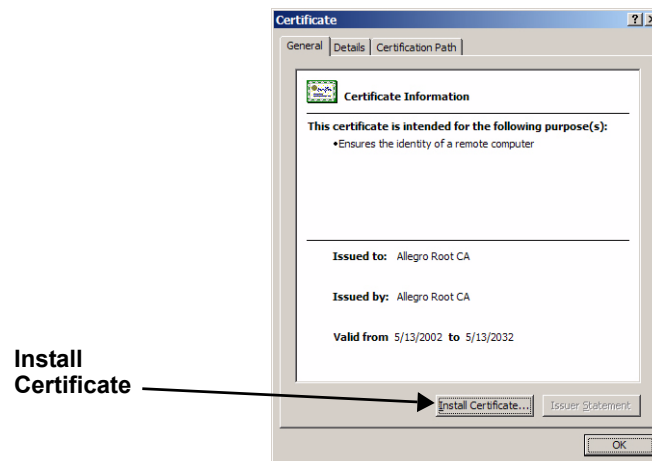 Certificate
General Details Certification Path
Certificate Information
This certificate is intended for the following purpose(s):
•Ensures the identity of a remote computer
Issued to: Allegro Root CA
Issued by: Allegro Root CA
Valid from 5/13/2002 to 5/13/2032
Install
Certificate
Install Certificate... Issuer Statement
OK